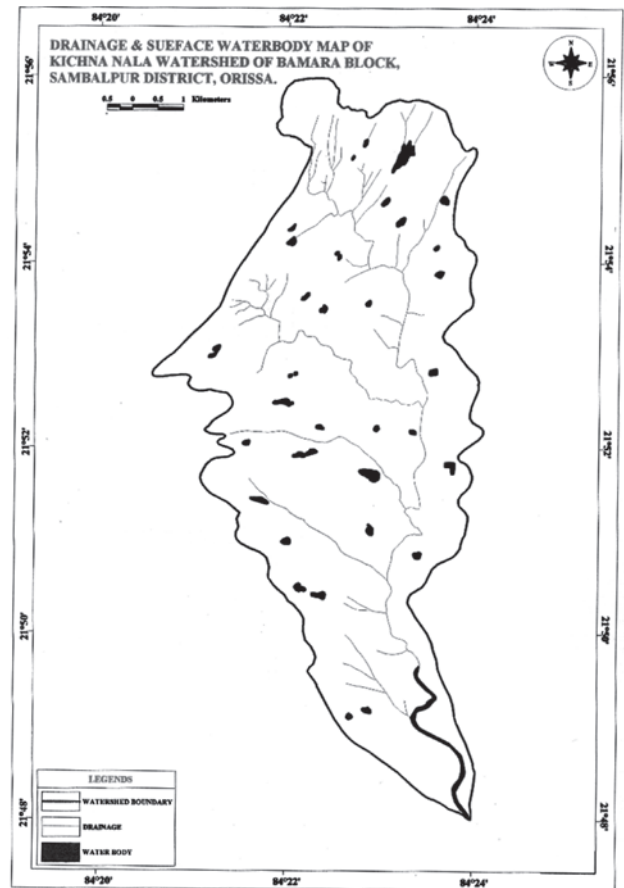 84°20' 84°22' 84°24'
DRAINAGE & SUEFACE WATERBODY MAP OF
KICHNA NALA WATERSHED OF BAMARA BLOCK,
SAMBALPUR DISTRICT, ORISSA.
0.5 0 0.5 1 Kilometers
N
W E
S
21°56' 21°56'
21°54' 21°54'
21°52' 21°52'
21°50' 21°50'
21°48' 21°48'
LEGENDS
WATERSHED BOUNDARY
DRAINAGE
WATER BODY
84°20' 84°22' 84°24'